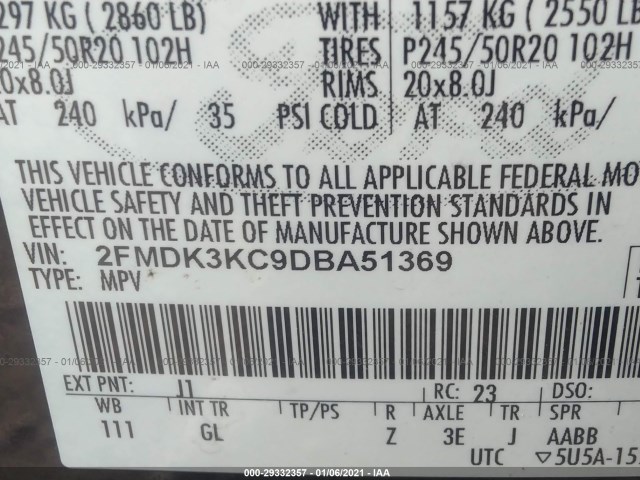 297 KG ( 2860 LB) WITH 1157 KG ( 2550 LB
P245/50R20 102H TIRES P245/50R20 102H
20x8.0J RIMS 20x8.0J
AT 240 kPa/ 35 PSI COLD AT 240 kPa/
THIS VEHICLE CONFORMS TO ALL APPLICABLE FEDERAL MO
VEHICLE SAFETY AND THEFT PREVENTION STANDARDS IN
EFFECT ON THE DATE OF MANUFACTURE SHOWN ABOVE.
VIN: 2FMDK3KC9DBA51369
TYPE: MPV
EXT PNT: J1 RC: 23 DSO:
WB INT TR TP/PS R AXLE TR SPR
111 GL Z 3E J AABB
UTC ▽5U5A-15
000-29332357 - 01/06/2021 - IAAI.com